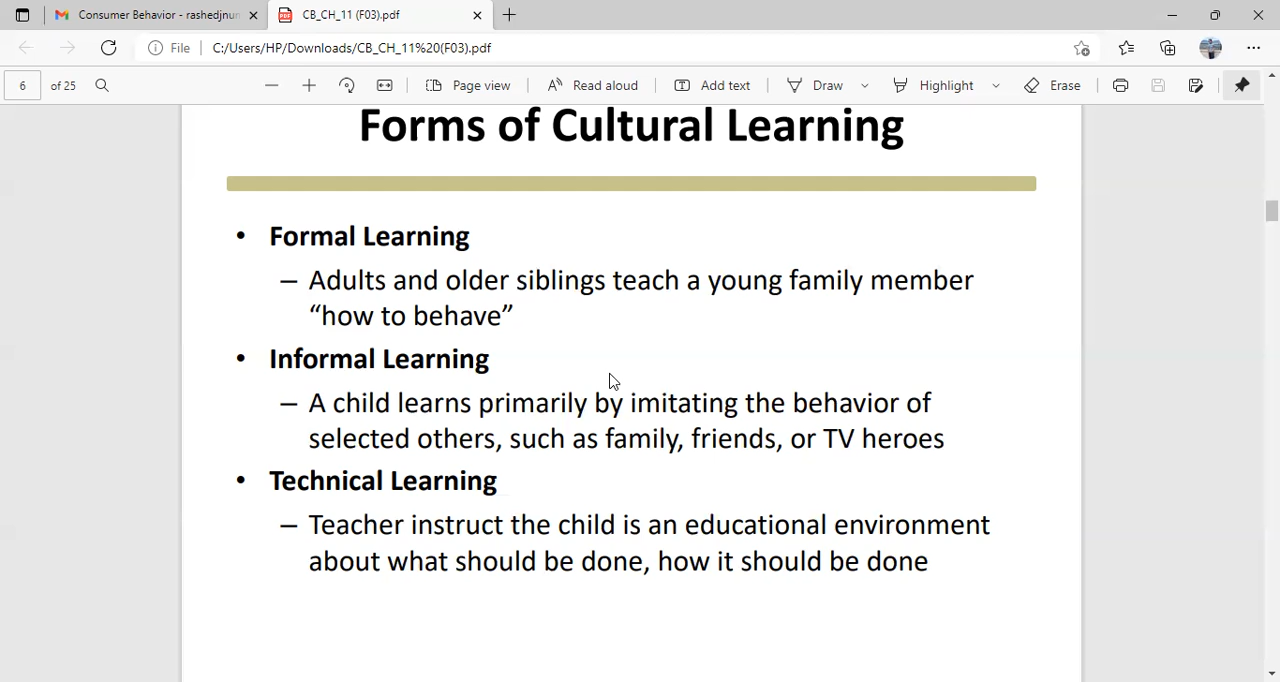 Consumer Behavior - rashedjnu
CB_CH_11 (F03).pdf
File
C:/Users/HP/Downloads/CB_CH_11%20(F03).pdf
6 of 25
Page view
Read aloud
Add text
Draw
Highlight
Erase
Forms of Cultural Learning
• Formal Learning
– Adults and older siblings teach a young family member
“how to behave”
• Informal Learning
– A child learns primarily by imitating the behavior of
selected others, such as family, friends, or TV heroes
• Technical Learning
– Teacher instruct the child is an educational environment
about what should be done, how it should be done